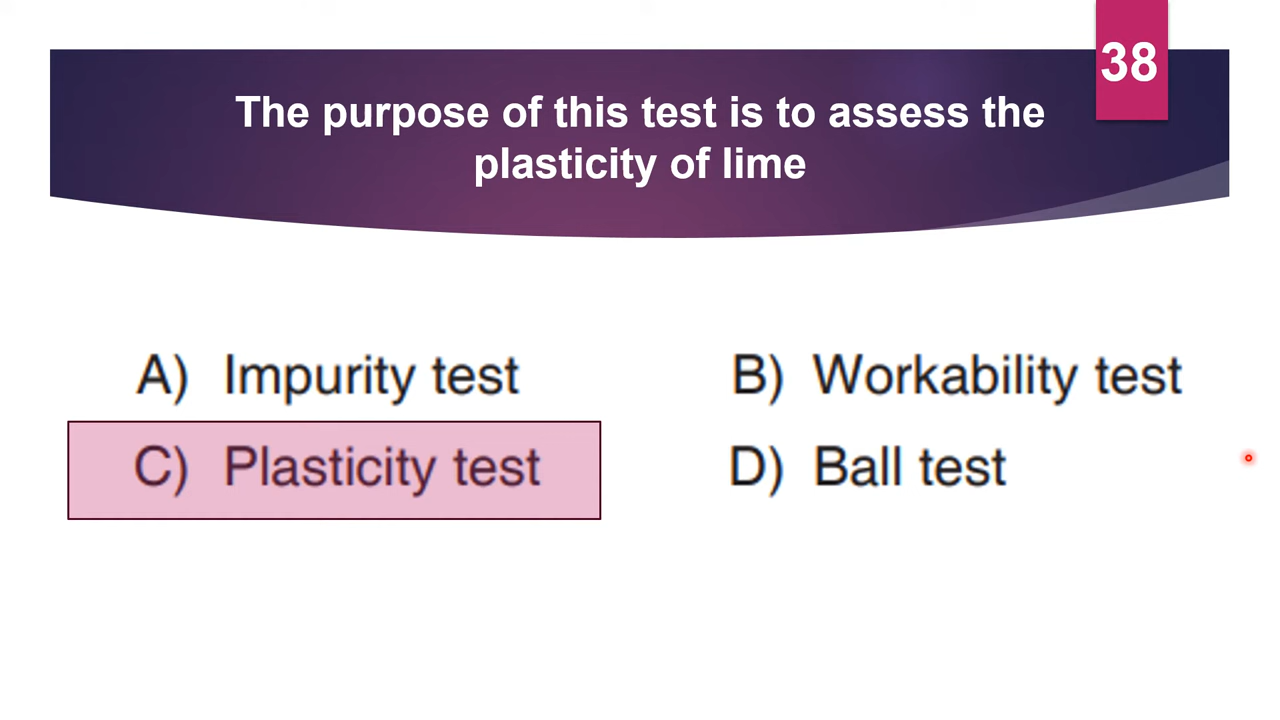 38
The purpose of this test is to assess the
plasticity of lime
A) Impurity test
B) Workability test
C) Plasticity test
D) Ball test